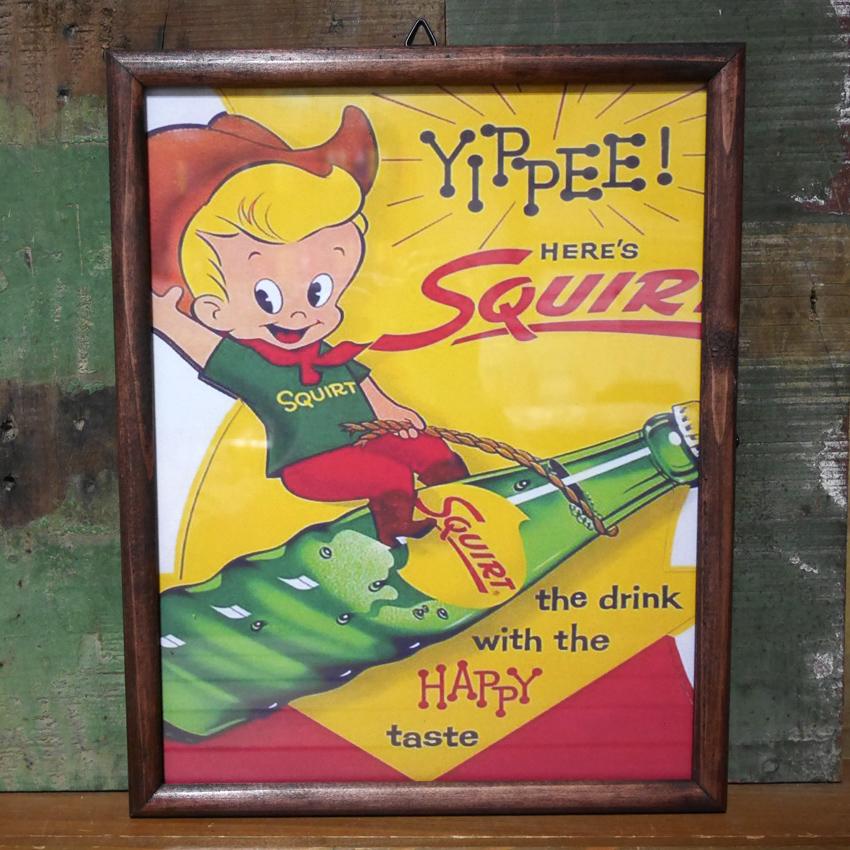 YiPPEE!
HERE'S
SQUIR
SQUIRT
SQUIRT
the drink
with the
HAPPY
taste